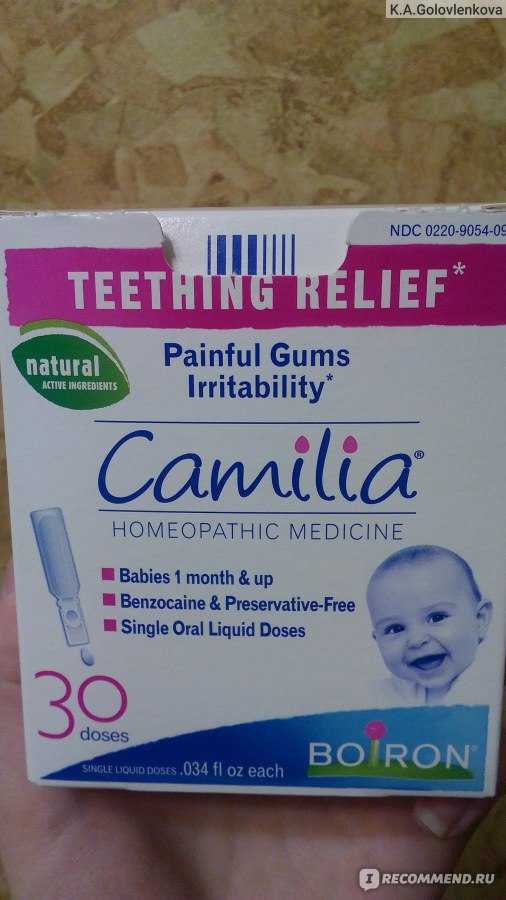 K.A.Golovlenkova
NDC 0220-9054-09
TEETHING RELIEF*
natural
ACTIVE INGREDIENTS
Painful Gums
Irritability*
Camilia®
HOMEOPATHIC MEDICINE
Babies 1 month & up
Benzocaine & Preservative-Free
Single Oral Liquid Doses
30
doses
SINGLE LIQUID DOSES .034 fl oz each
BOIRON®
IRECOMMEND.RU